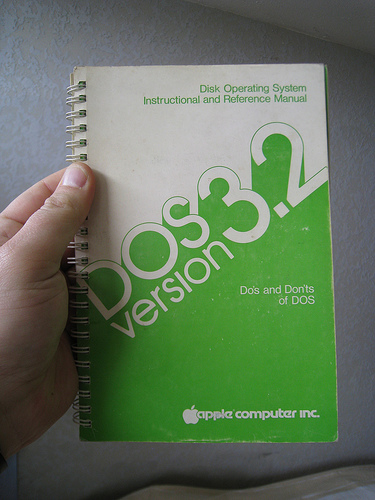 Disk Operating System
Instructional and Reference Manual
DOS 3.2
version
Do's and Don'ts
of DOS
apple computer inc.